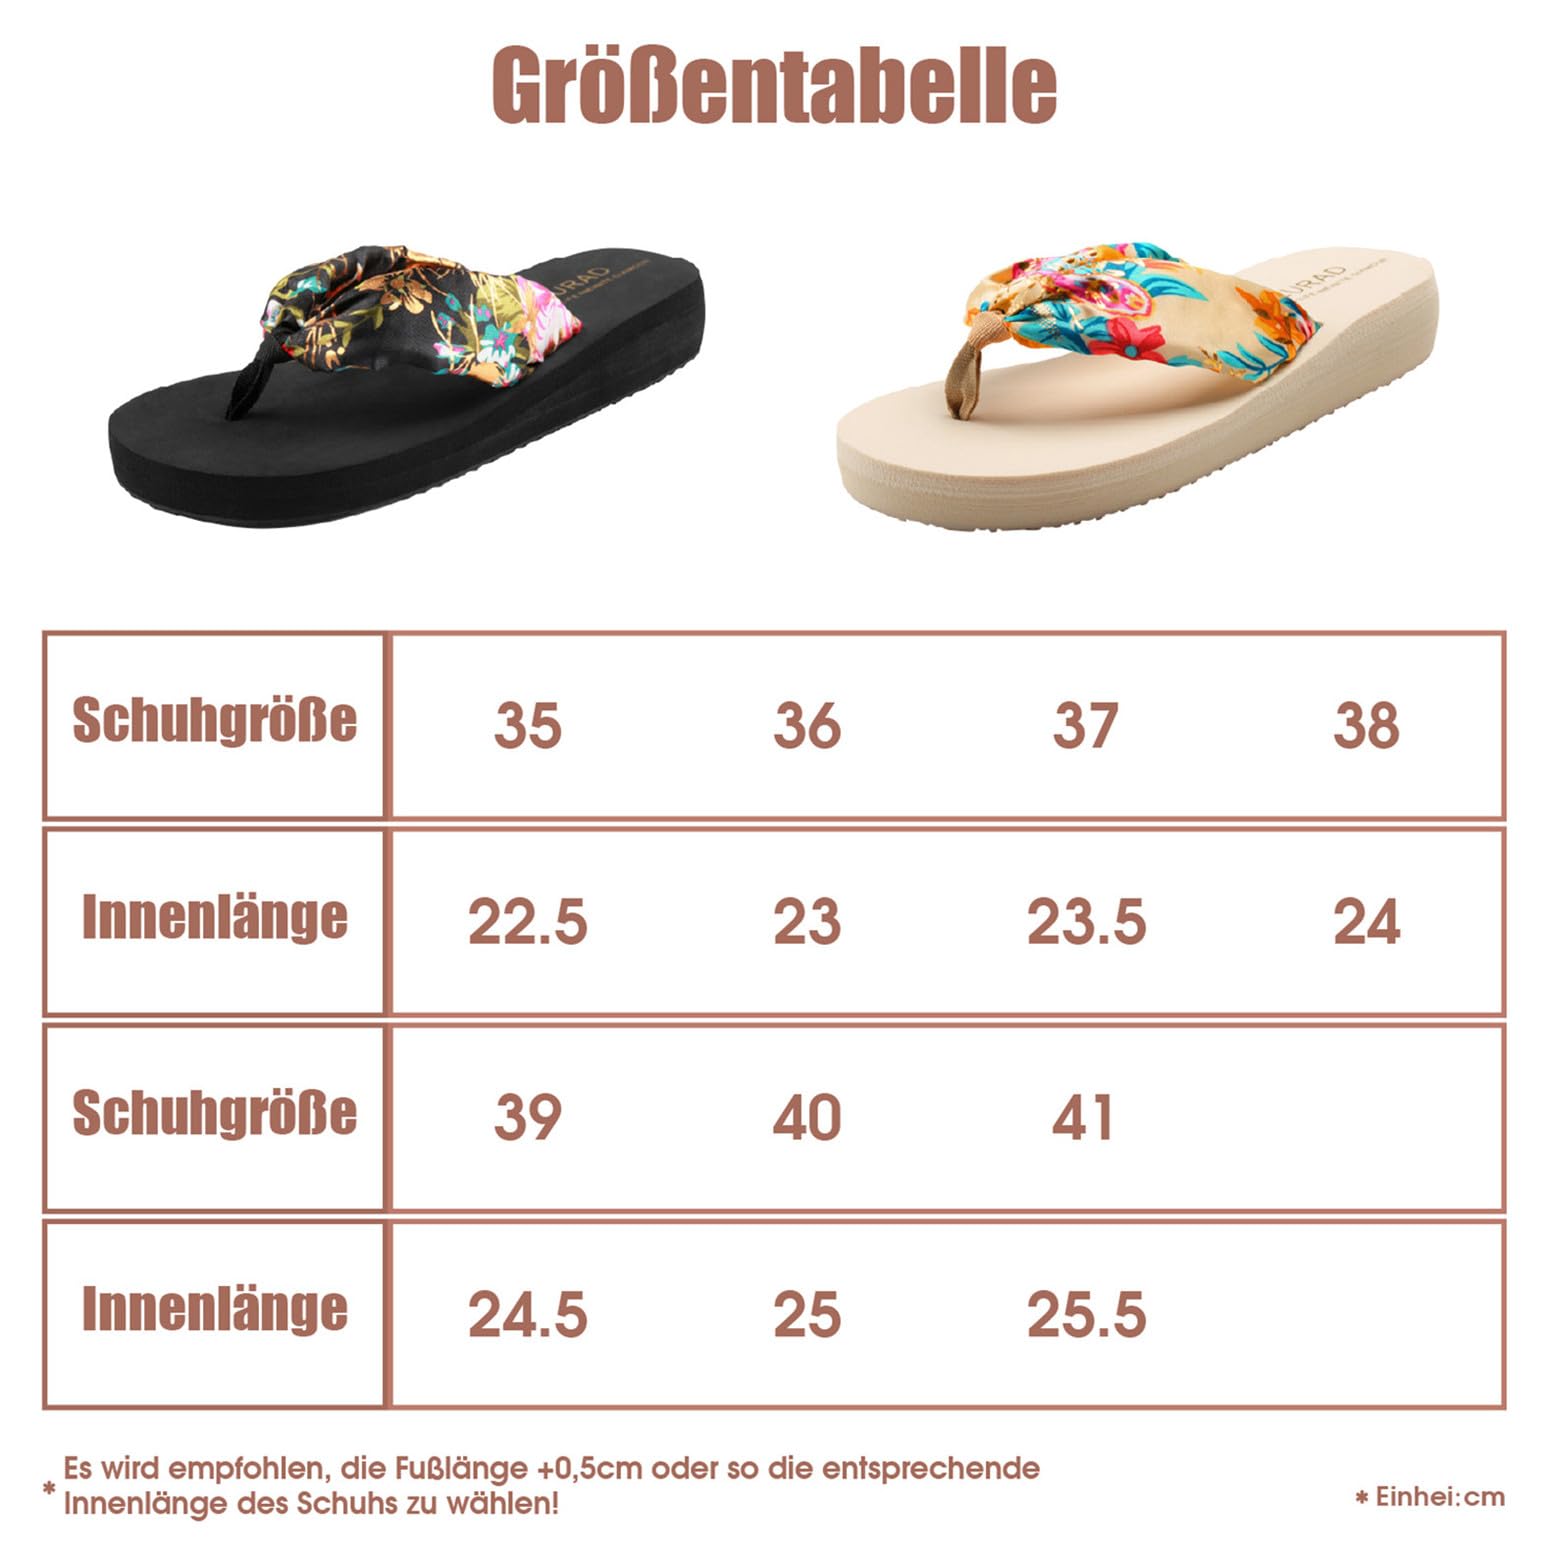 Größentabelle
Schuhgröße 35 36 37 38
Innenlänge 22.5 23 23.5 24
Schuhgröße 39 40 41
Innenlänge 24.5 25 25.5
* Es wird empfohlen, die Fußlänge +0,5cm oder so die entsprechende
Innenlänge des Schuhs zu wählen!
* Einhei:cm